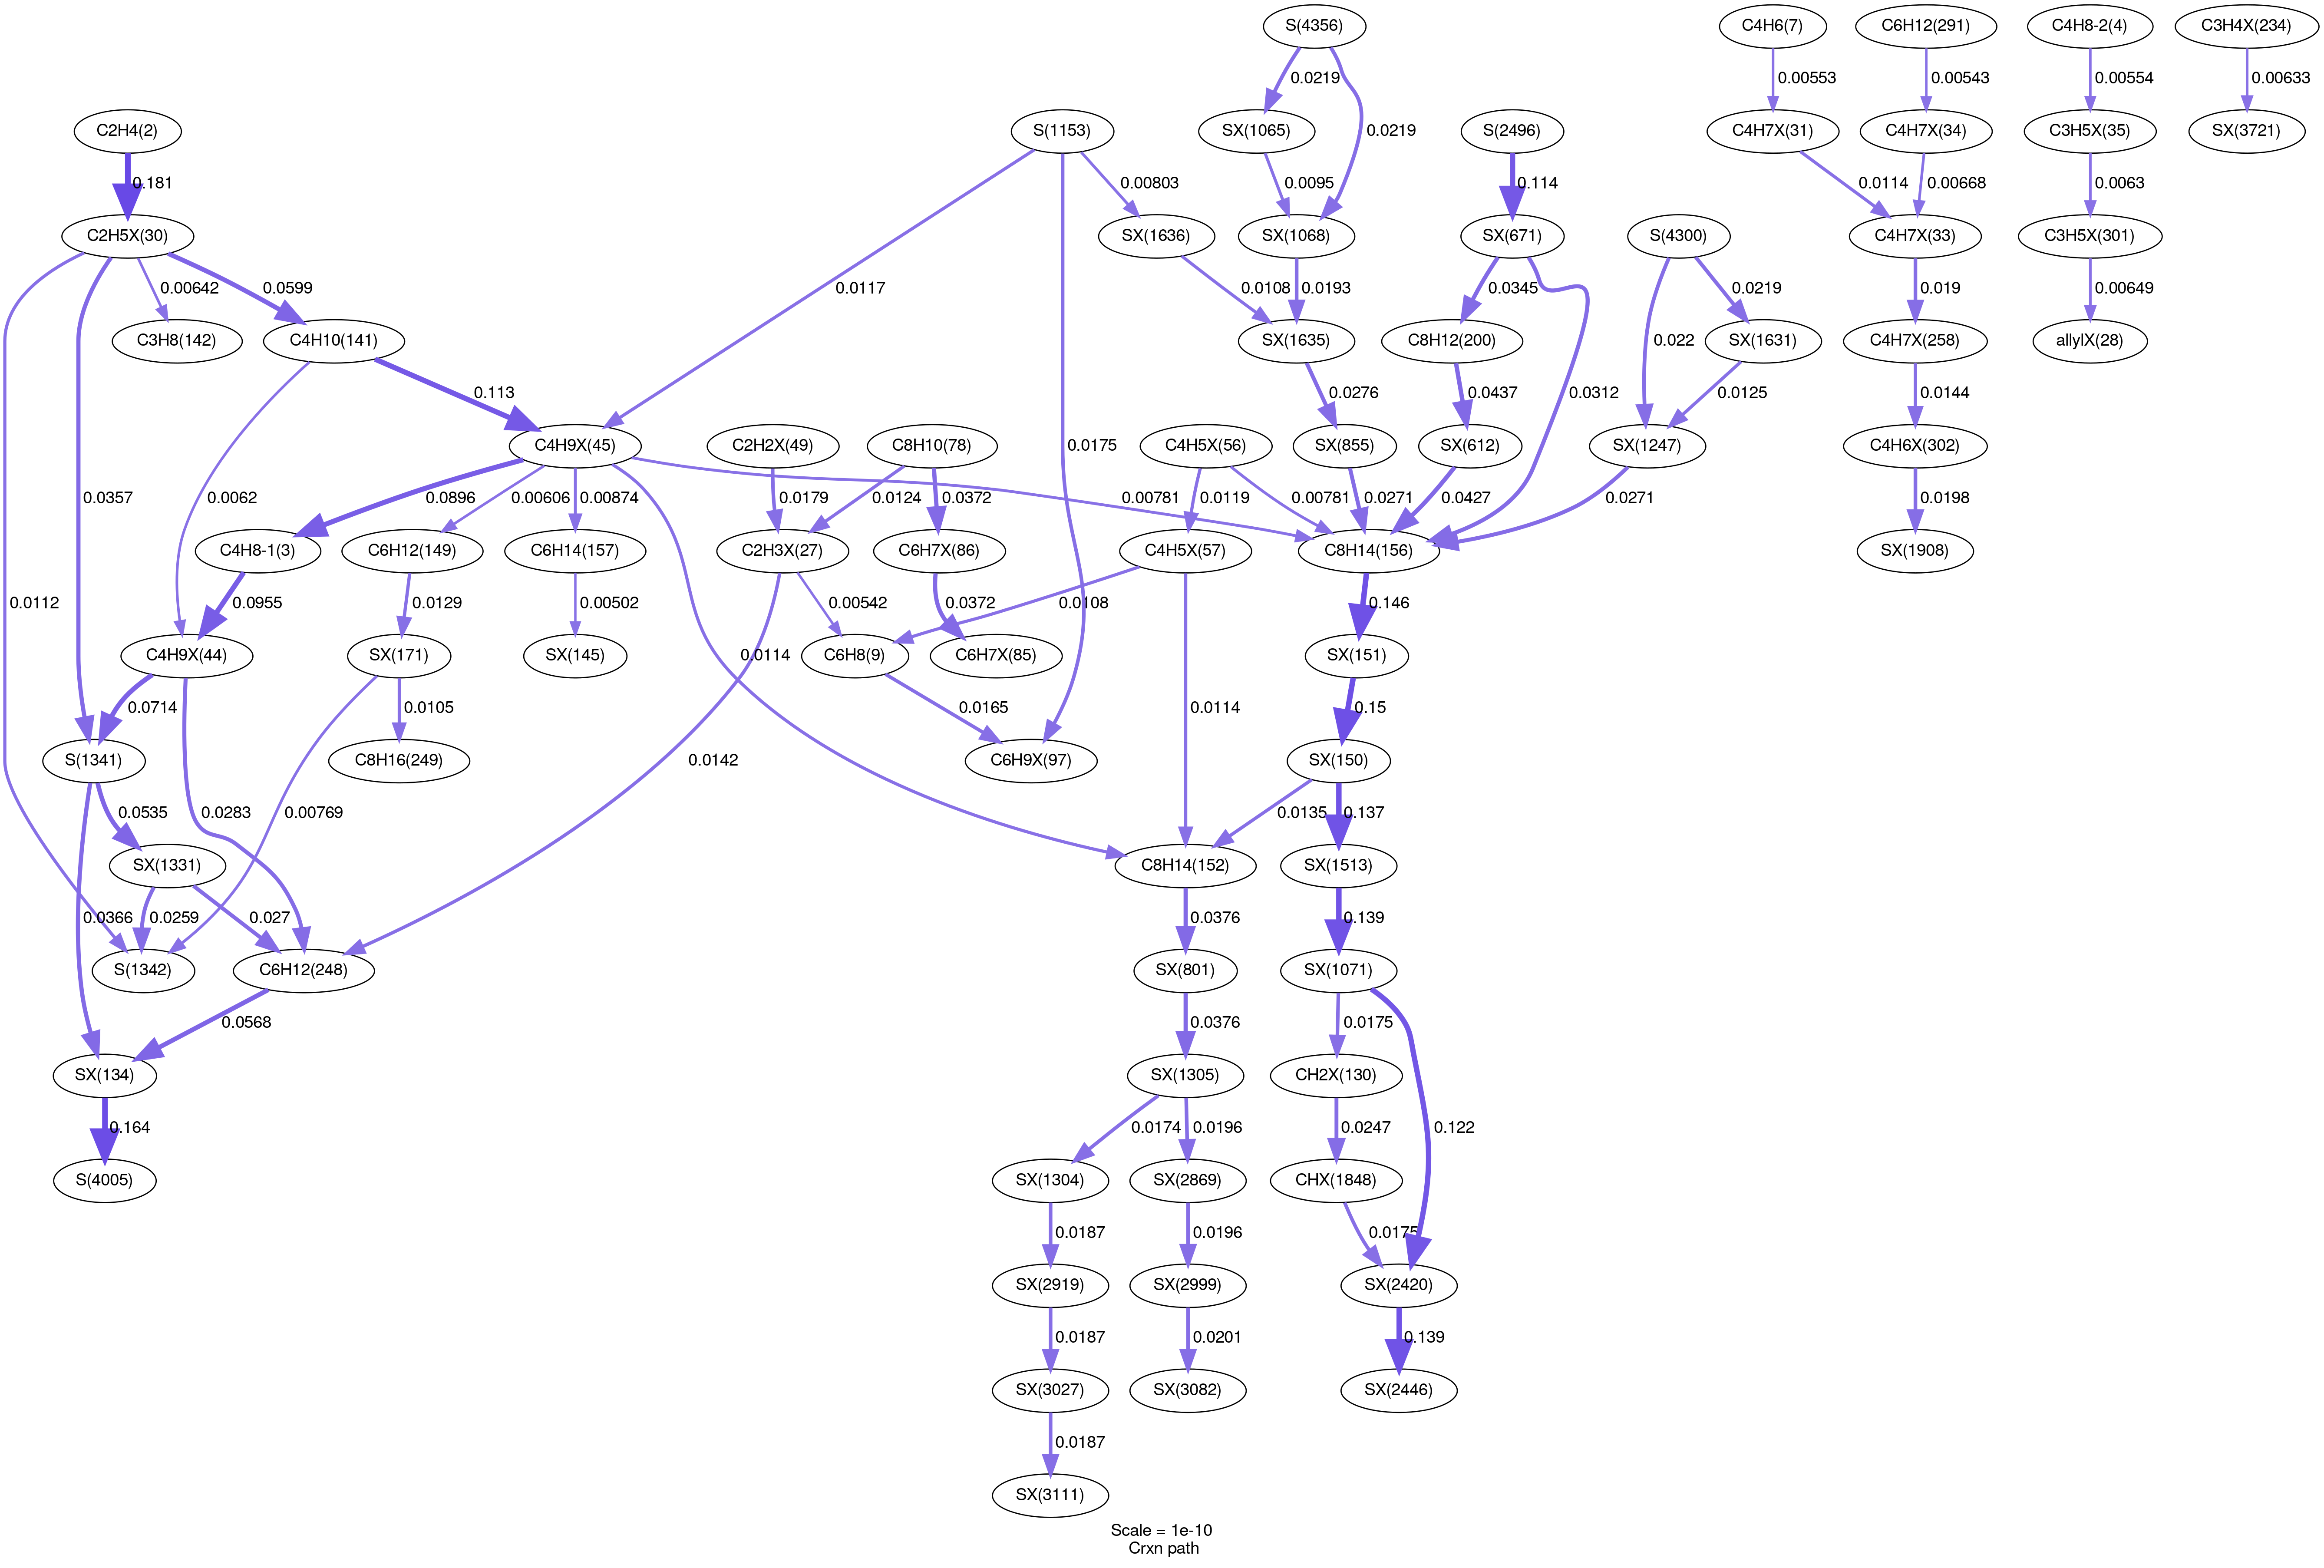 S(4356)
C4H6(7)
C6H12(291)
C4H8-2(4)
C3H4X(234)
0.0219
0.00553
0.00543
0.00554
0.00633
C2H4(2)
S(1153)
SX(1065)
0.0219
S(2496)
C4H7X(31)
C4H7X(34)
C3H5X(35)
SX(3721)
0.181
0.00803
0.0095
0.114
0.0114
0.00668
0.0063
C2H5X(30)
SX(1636)
SX(1068)
SX(671)
S(4300)
C4H7X(33)
C3H5X(301)
0.00642
0.0599
0.0117
0.0108
0.0193
0.0345
0.0219
0.019
0.00649
C3H8(142)
C4H10(141)
SX(1635)
C8H12(200)
0.0312
0.022
SX(1631)
C4H7X(258)
allylX(28)
0.113
0.0276
0.0437
0.0125
0.0144
C4H9X(45)
C2H2X(49)
C8H10(78)
0.0175
C4H5X(56)
SX(855)
SX(612)
SX(1247)
C4H6X(302)
0.0357
0.0062
0.0896
0.00606
0.00874
0.0179
0.0124
0.0372
0.00781
0.0119
0.00781
0.0271
0.0427
0.0271
0.0198
C4H8-1(3)
C6H12(149)
C6H14(157)
C2H3X(27)
C6H7X(86)
C4H5X(57)
C8H14(156)
SX(1908)
0.0112
0.0955
0.0129
0.00502
0.00542
0.0372
0.0108
0.146
C4H9X(44)
SX(171)
SX(145)
0.0114
C6H8(9)
C6H7X(85)
SX(151)
0.0714
0.0105
0.0165
0.0114
0.15
S(1341)
C8H16(249)
0.0142
C6H9X(97)
SX(150)
0.0535
0.0283
0.00769
0.0135
0.137
SX(1331)
C8H14(152)
SX(1513)
0.0366
0.0259
0.027
0.0376
0.139
S(1342)
C6H12(248)
SX(801)
SX(1071)
0.0568
0.0376
0.0175
SX(134)
SX(1305)
CH2X(130)
0.164
0.0174
0.0196
0.0247
0.122
S(4005)
SX(1304)
SX(2869)
CHX(1848)
0.0187
0.0196
0.0175
SX(2919)
SX(2999)
SX(2420)
0.0187
0.0201
0.139
SX(3027)
SX(3082)
SX(2446)
0.0187
SX(3111)
Scale = 1e-10
Crxn path